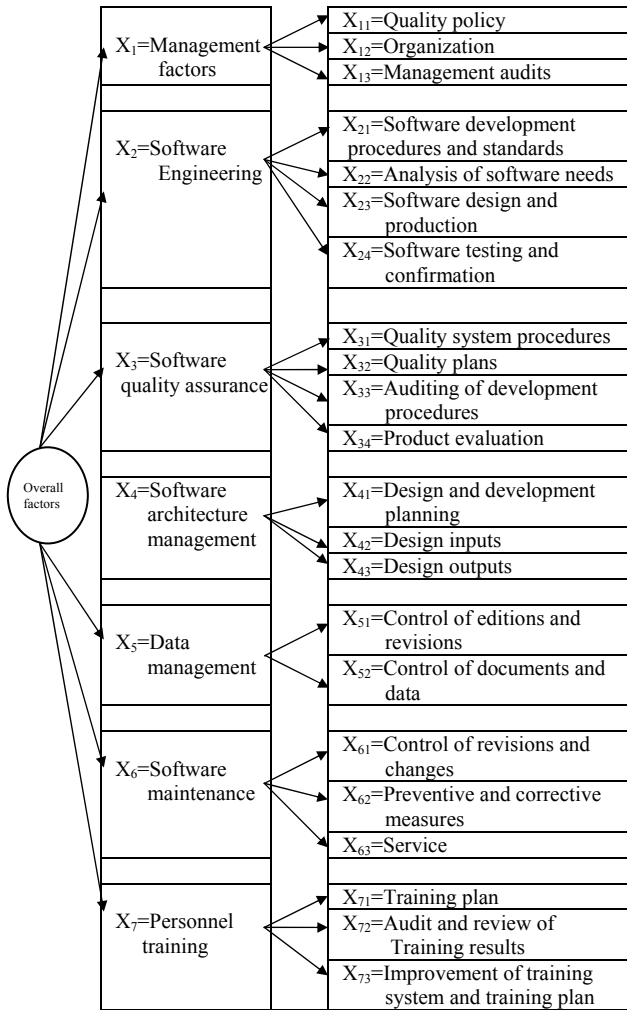 Overall
factors
X₁=Management
factors
X₁₁=Quality policy
X₁₂=Organization
X₁₃=Management audits
X₂=Software
Engineering
X₂₁=Software development
procedures and standards
X₂₂=Analysis of software needs
X₂₃=Software design and
production
X₂₄=Software testing and
confirmation
X₃=Software
quality assurance
X₃₁=Quality system procedures
X₃₂=Quality plans
X₃₃=Auditing of development
procedures
X₃₄=Product evaluation
X₄=Software
architecture
management
X₄₁=Design and development
planning
X₄₂=Design inputs
X₄₃=Design outputs
X₅=Data
management
X₅₁=Control of editions and
revisions
X₅₂=Control of documents and
data
X₆=Software
maintenance
X₆₁=Control of revisions and
changes
X₆₂=Preventive and corrective
measures
X₆₃=Service
X₇=Personnel
training
X₇₁=Training plan
X₇₂=Audit and review of
Training results
X₇₃=Improvement of training
system and training plan